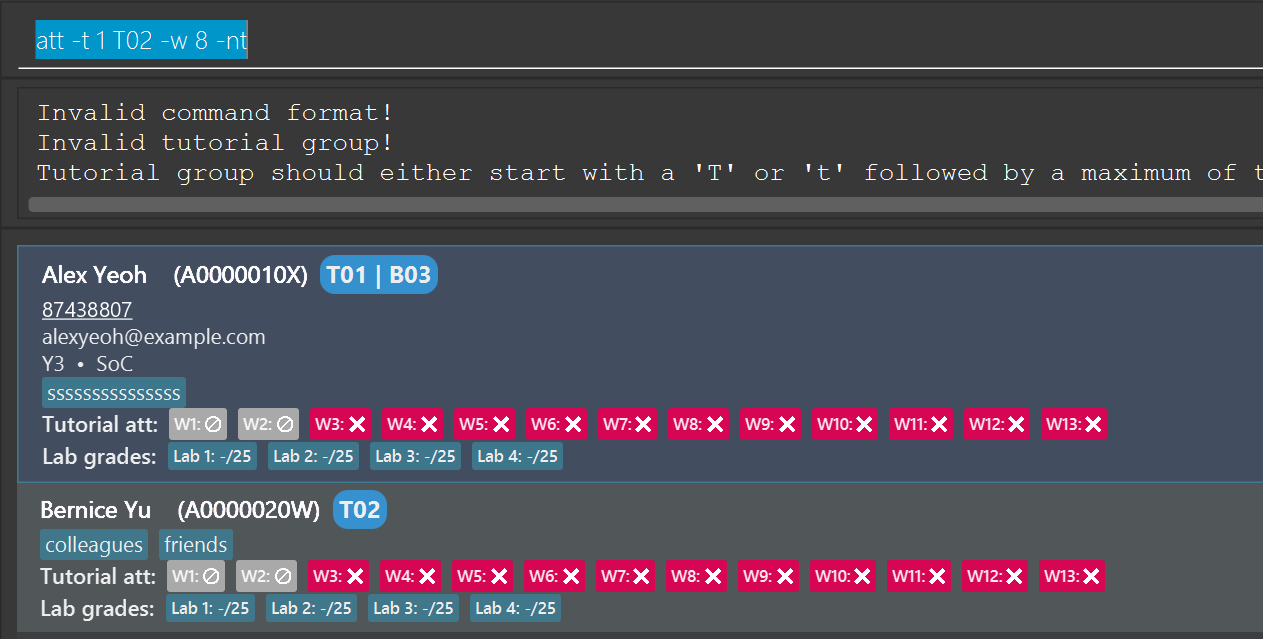 att -t 1 T02 -w 8 -nt
Invalid command format!
Invalid tutorial group!
Tutorial group should either start with a 'T' or 't' followed by a maximum of t
Alex Yeoh (A0000010X) T01 | B03
87438807
alexyeoh@example.com
Y3 • SoC
sssssssssssssss
Tutorial att: W1: W2: W3: W4: W5: W6: W7: W8: W9: W10: W11: W12: W13:
Lab grades: Lab 1: -/25 Lab 2: -/25 Lab 3: -/25 Lab 4: -/25
Bernice Yu (A0000020W) T02
colleagues friends
Tutorial att: W1: W2: W3: W4: W5: W6: W7: W8: W9: W10: W11: W12: W13:
Lab grades: Lab 1: -/25 Lab 2: -/25 Lab 3: -/25 Lab 4: -/25